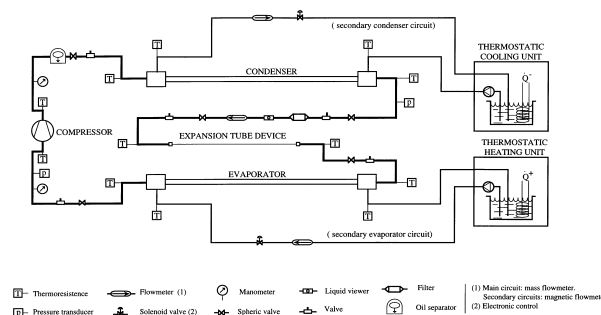 ( secondary condenser circuit)
THERMOSTATIC
COOLING UNIT
Q̇-
T
T
T
T
CONDENSER
P
T
COMPRESSOR
T
EXPANSION TUBE DEVICE
T
T
P
THERMOSTATIC
HEATING UNIT
Q̇+
T
EVAPORATOR
T
T
T
( secondary evaporator circuit)
T Thermoresistence
Flowmeter (1)
Manometer
Liquid viewer
Filter
(1) Main circuit: mass flowmeter.
Secondary circuits: magnetic flowmet
P Pressure transducer
Solenoid valve (2)
Spheric valve
Valve
Oil separator
(2) Electronic control